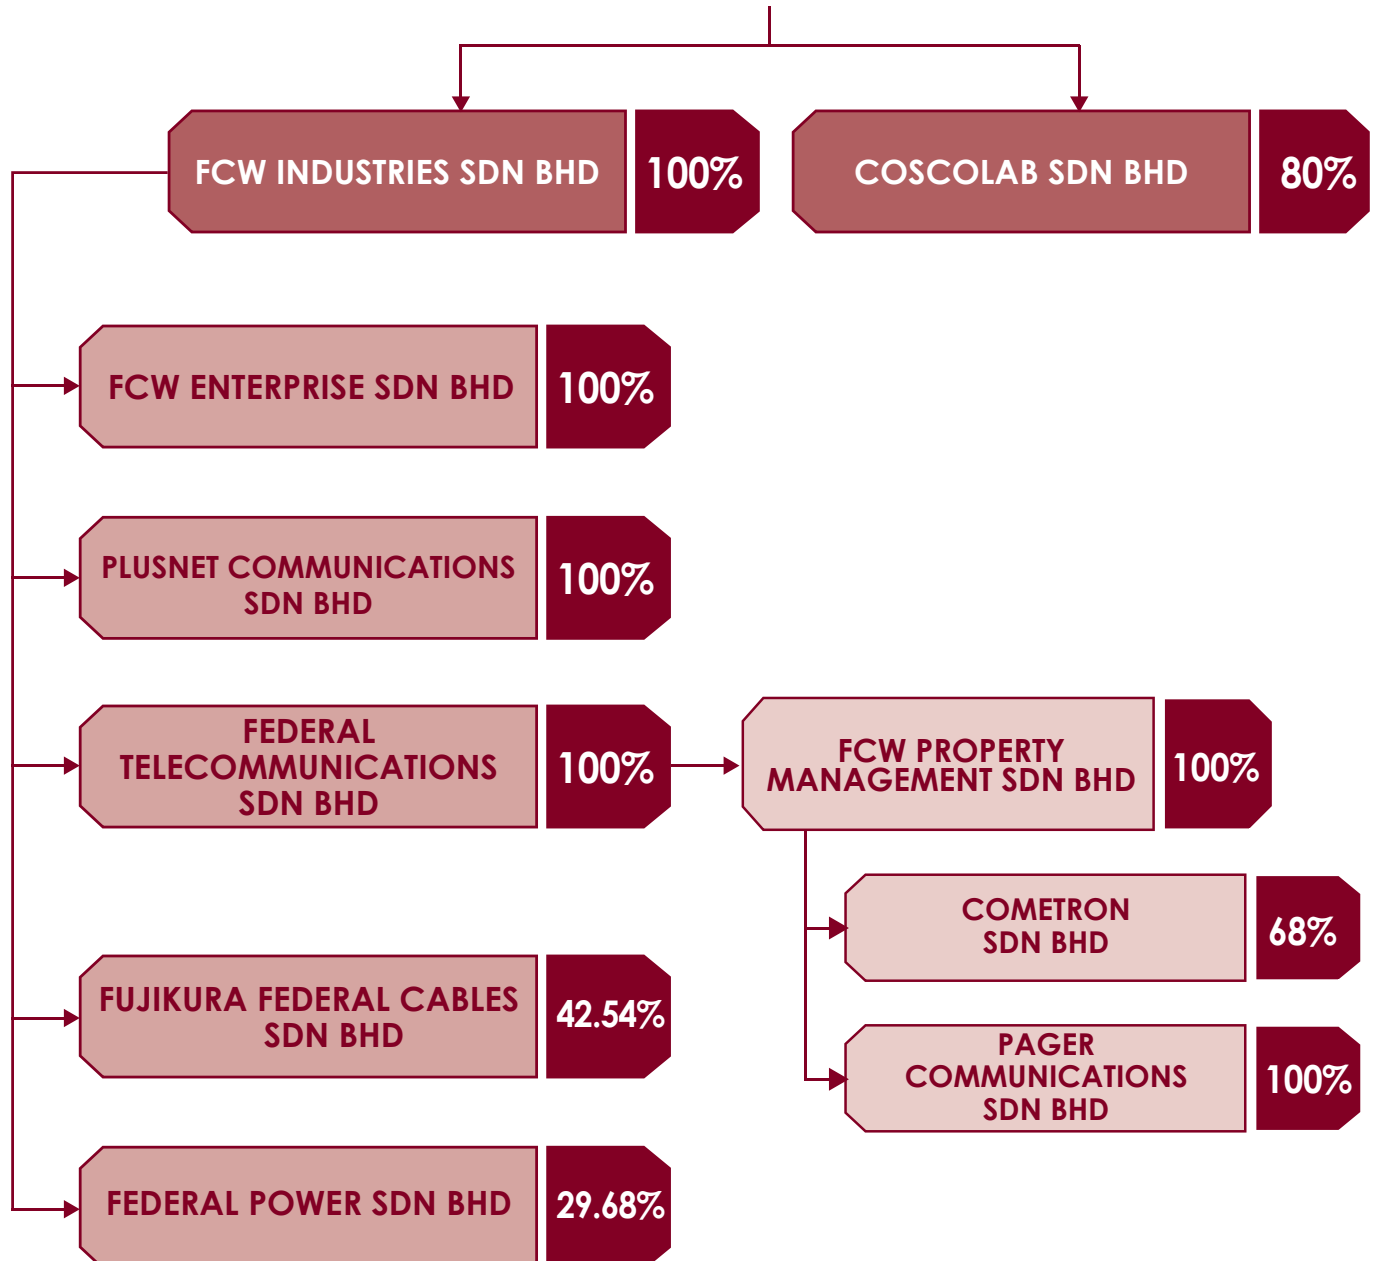 FCW INDUSTRIES SDN BHD
100%
COSCOLAB SDN BHD
80%
FCW ENTERPRISE SDN BHD
100%
PLUSNET COMMUNICATIONS
SDN BHD
100%
FEDERAL
TELECOMMUNICATIONS
SDN BHD
100%
FCW PROPERTY
MANAGEMENT SDN BHD
100%
COMETRON
SDN BHD
68%
FUJIKURA FEDERAL CABLES
SDN BHD
42.54%
PAGER
COMMUNICATIONS
SDN BHD
100%
FEDERAL POWER SDN BHD
29.68%